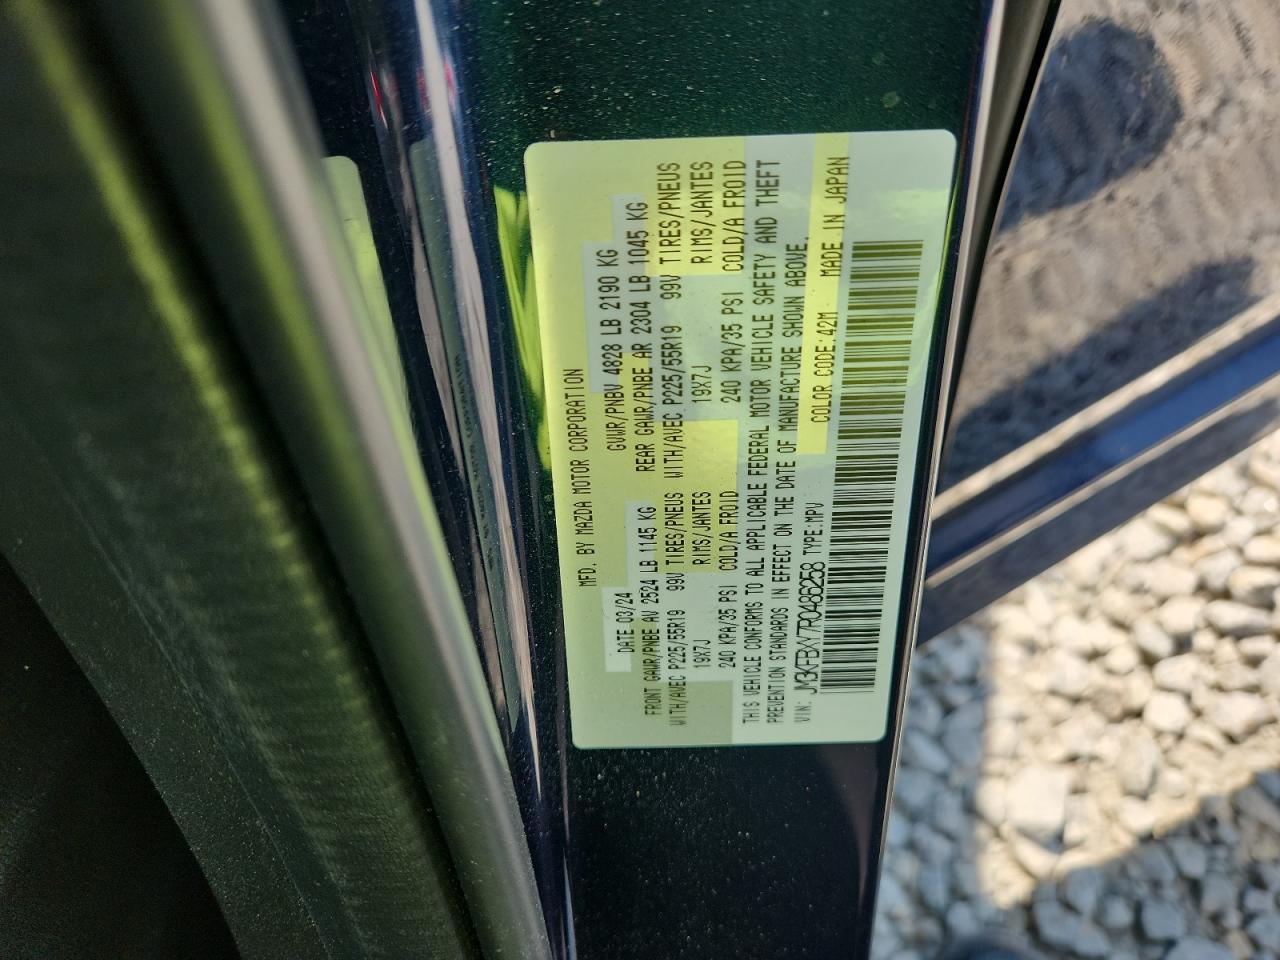 MFD. BY MAZDA MOTOR CORPORATION
DATE 03/24 GVWR/PNBV 4828 LB 2190 KG
FRONT GAWR/PNBE AV 2524 LB 1145 KG REAR GAWR/PNBE AR 2304 LB 1045 KG
WITH/AVEC P225/55R19 99V TIRES/PNEUS WITH/AVEC P225/55R19 99V TIRES/PNEUS
19X7J RIMS/JANTES 19X7J RIMS/JANTES
240 KPA/35 PSI COLD/A FROID 240 KPA/35 PSI COLD/A FROID
THIS VEHICLE CONFORMS TO ALL APPLICABLE FEDERAL MOTOR VEHICLE SAFETY AND THEFT
PREVENTION STANDARDS IN EFFECT ON THE DATE OF MANUFACTURE SHOWN ABOVE.
VIN: JM3KFBXY7R0486258 TYPE:MPV COLOR CODE:42M MADE IN JAPAN